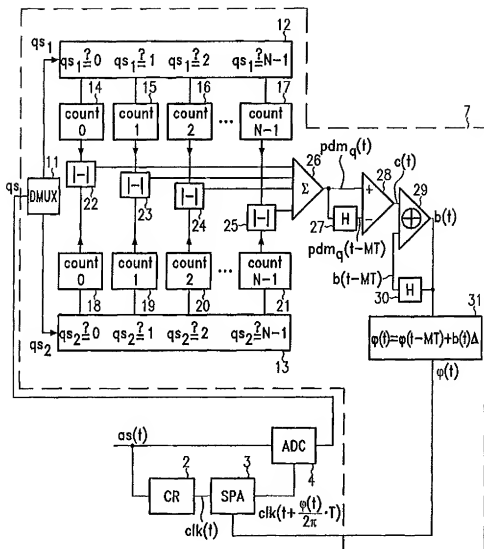 12
qs1
qs1≟0 qs1≟1 qs1≟2 qs1≟N-1
14 15 16 17
count 0
count 1
count 2
...
count N-1
7
11
qs
DMUX
|–|
22
|–|
23
|–|
24
|–|
25
26
Σ
pdmq(t)
28
+
−
c(t)
29
⊕
b(t)
27
H
pdmq(t-MT)
b(t-MT)
30
H
31
count 0
count 1
count 2
...
count N-1
18 19 20 21
qs2≟0 qs2≟1 qs2≟2 qs2≟N-1
qs2
13
φ(t)=φ(t-MT)+b(t)Δ
φ(t)
as(t)
ADC
4
2
CR
3
SPA
clk(t)
clk(t+φ(t)/2π·T)